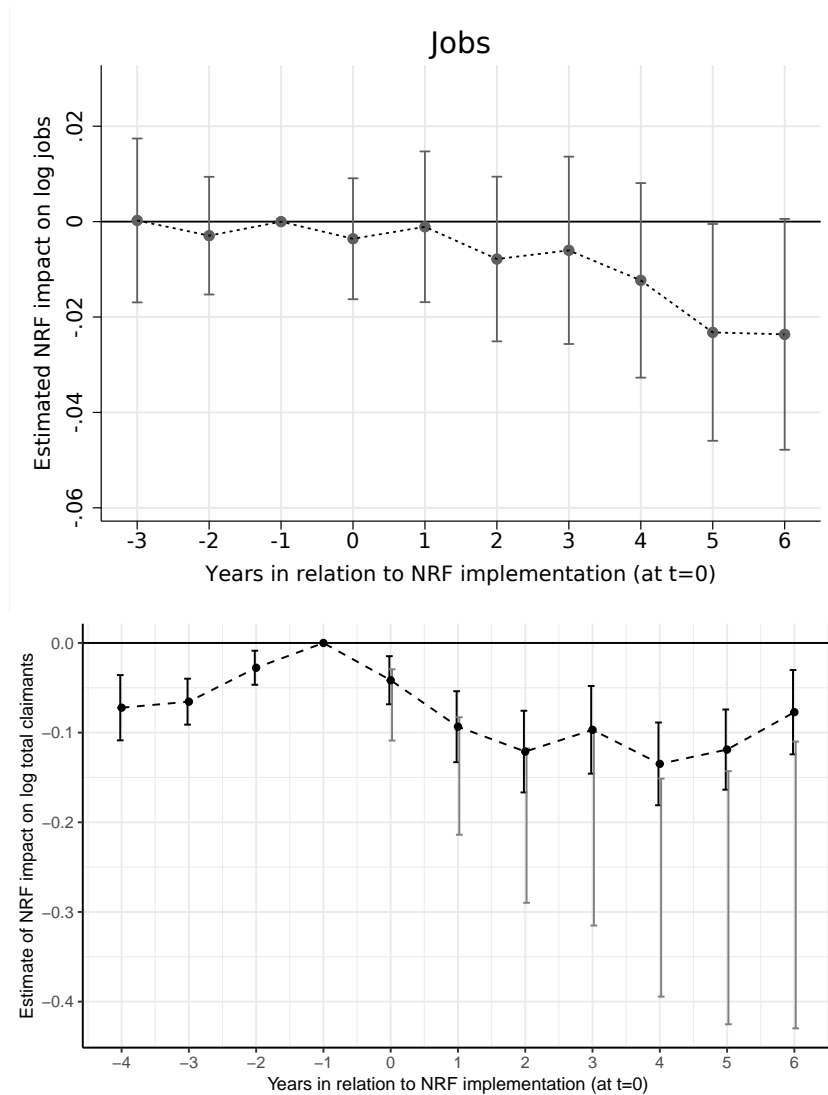 Jobs
Estimated NRF impact on log jobs
.02
0
-.02
-.04
-.06
-3 -2 -1 0 1 2 3 4 5 6
Years in relation to NRF implementation (at t=0)
Estimate of NRF impact on log total claimants
0.0
−0.1
−0.2
−0.3
−0.4
−4 −3 −2 −1 0 1 2 3 4 5 6
Years in relation to NRF implementation (at t=0)